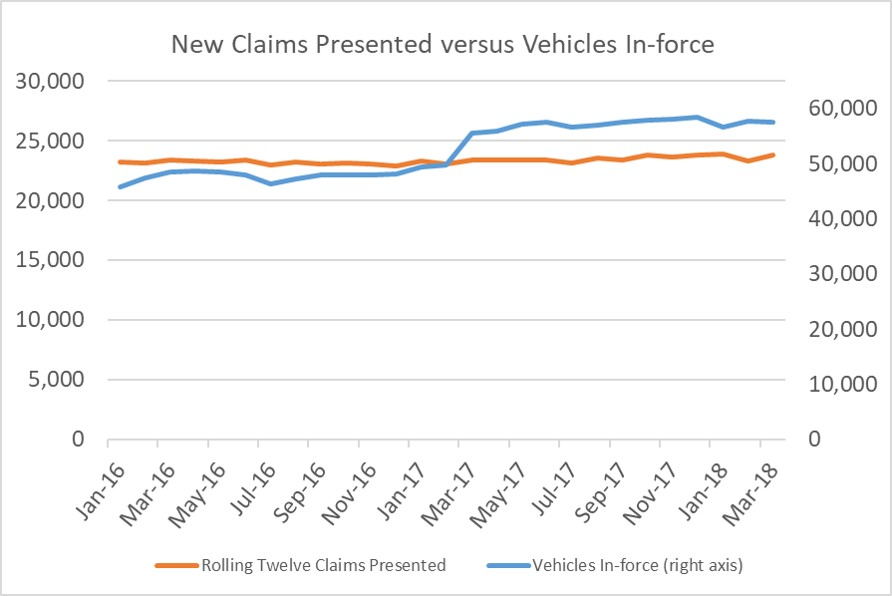 New Claims Presented versus Vehicles In-force
30,000
25,000
20,000
15,000
10,000
5,000
0
60,000
50,000
40,000
30,000
20,000
10,000
0
Jan-16
Mar-16
May-16
Jul-16
Sep-16
Nov-16
Jan-17
Mar-17
May-17
Jul-17
Sep-17
Nov-17
Jan-18
Mar-18
Rolling Twelve Claims Presented
Vehicles In-force (right axis)